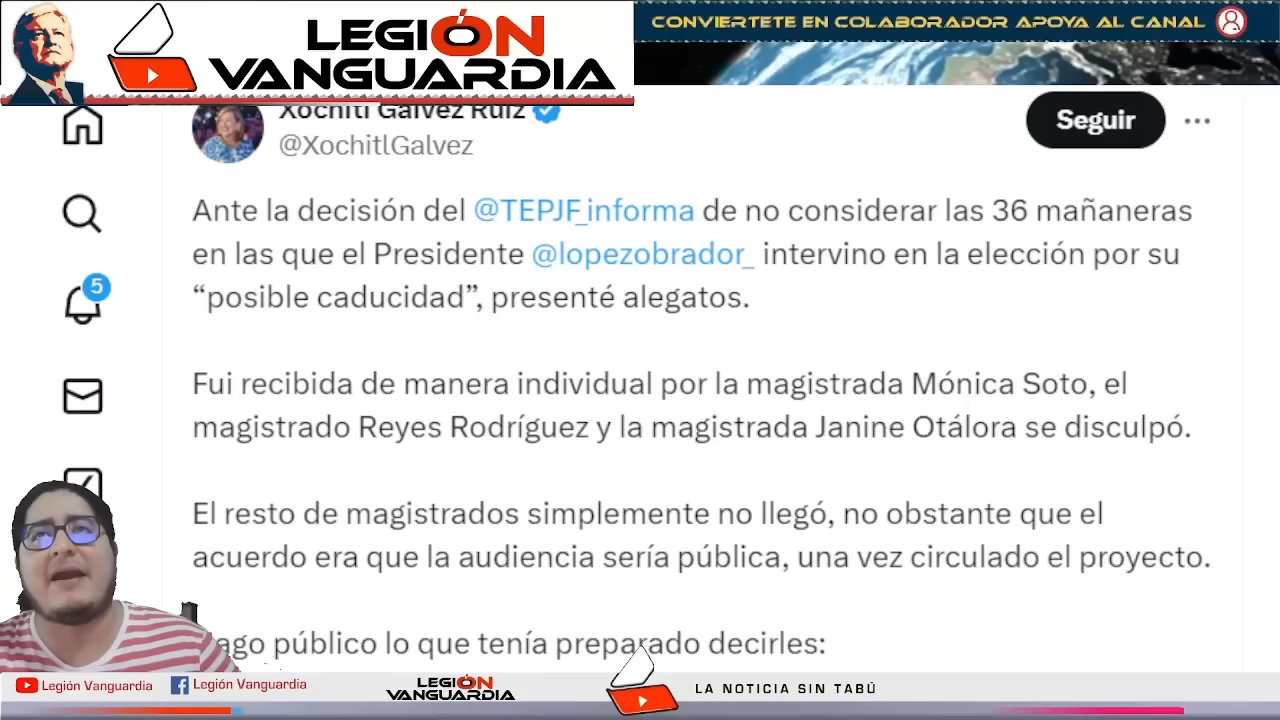 LEGIÓN
VANGUARDIA
CONVIERTETE EN COLABORADOR APOYA AL CANAL
Xóchitl Gálvez Ruiz
@XochitlGalvez
Seguir
Ante la decisión del @TEPJF_informa de no considerar las 36 mañaneras
en las que el Presidente @lopezobrador_ intervino en la elección por su
“posible caducidad”, presenté alegatos.
5
Fui recibida de manera individual por la magistrada Mónica Soto, el
magistrado Reyes Rodríguez y la magistrada Janine Otálora se disculpó.
El resto de magistrados simplemente no llegó, no obstante que el
acuerdo era que la audiencia sería pública, una vez circulado el proyecto.
ago público lo que tenía preparado decirles:
Legión Vanguardia
Legión Vanguardia
LEGIÓN
VANGUARDIA
LA NOTICIA SIN TABÚ